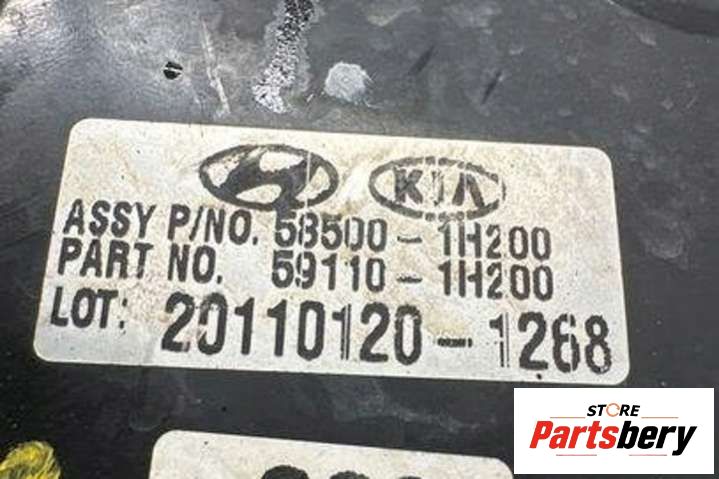 KIA
ASSY P/NO. 58500-1H200
PART NO. 59110-1H200
LOT: 20110120-1268
STORE
Partsbery